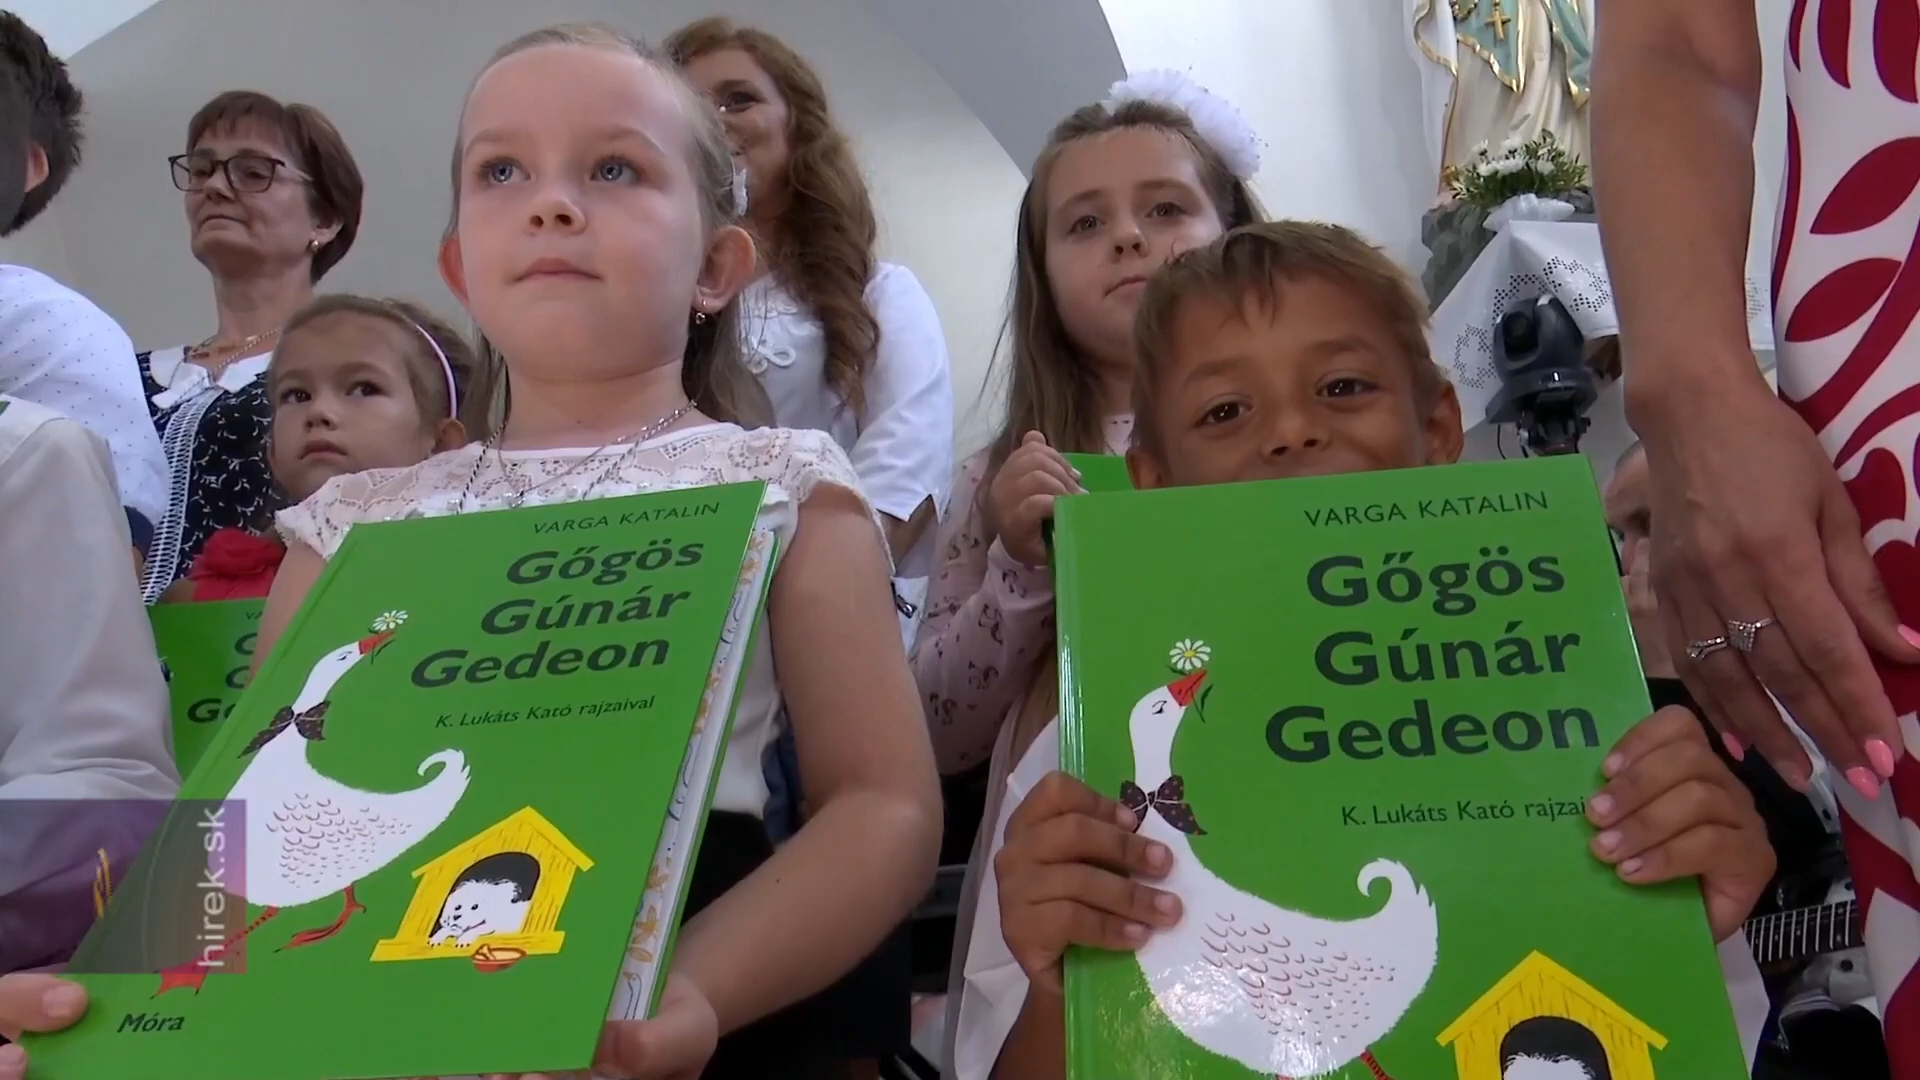 VARGA KATALIN
Gőgös
Gúnár
Gedeon
K. Lukáts Kató rajzaival
Móra
VARGA KATALIN
Gőgös
Gúnár
Gedeon
K. Lukáts Kató rajzai
hirek.sk